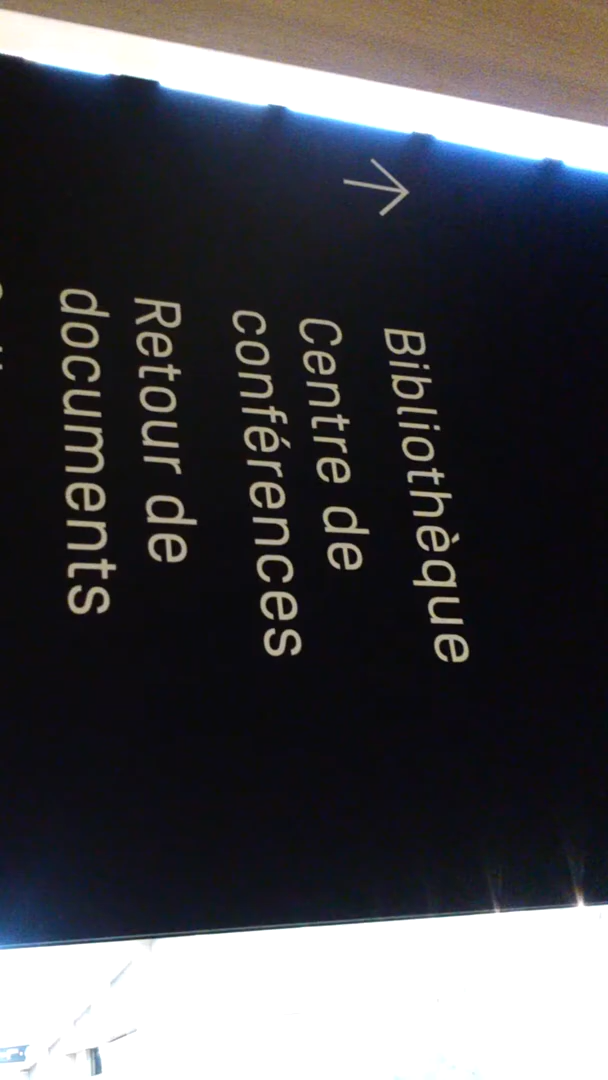 Bibliothèque
Centre de
conférences
Retour de
documents